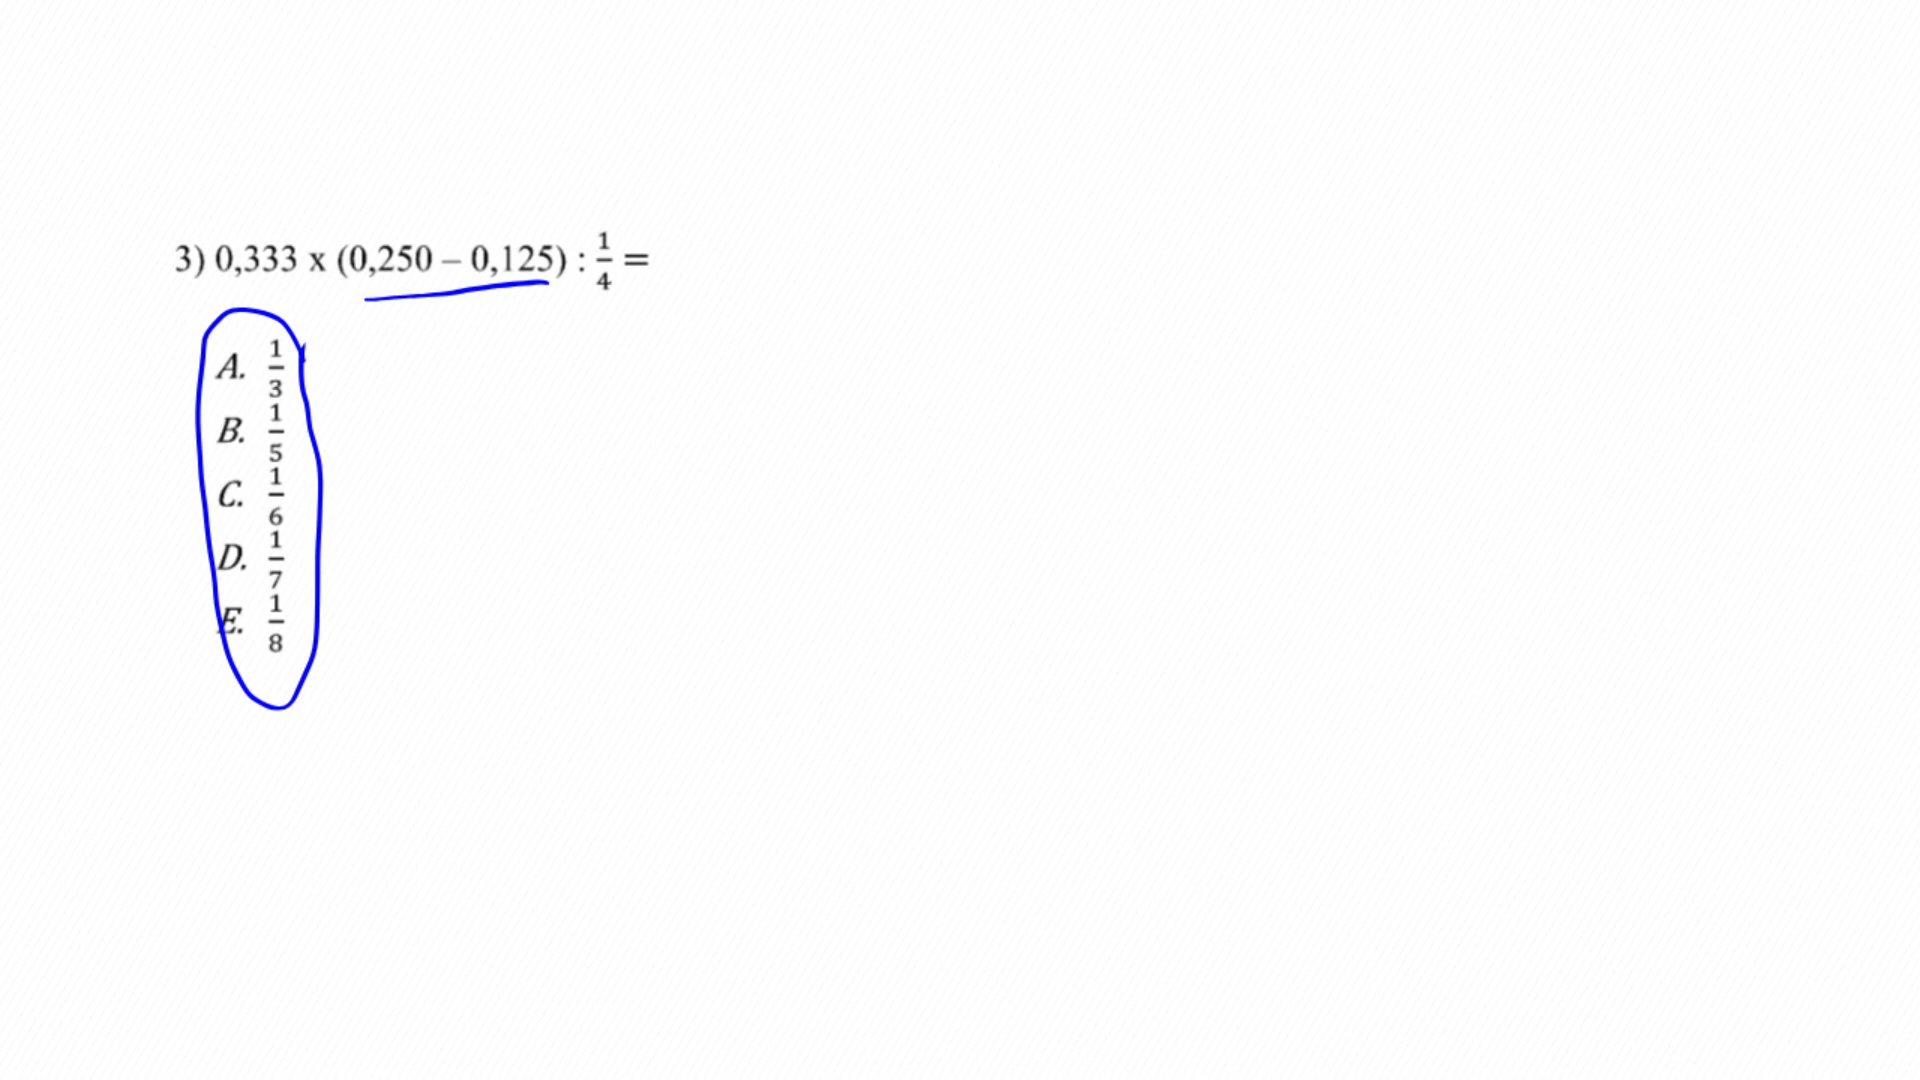 3) 0,333 x (0,250 – 0,125) : 1/4 =
A. 1/3
B. 1/5
C. 1/6
D. 1/7
E. 1/8